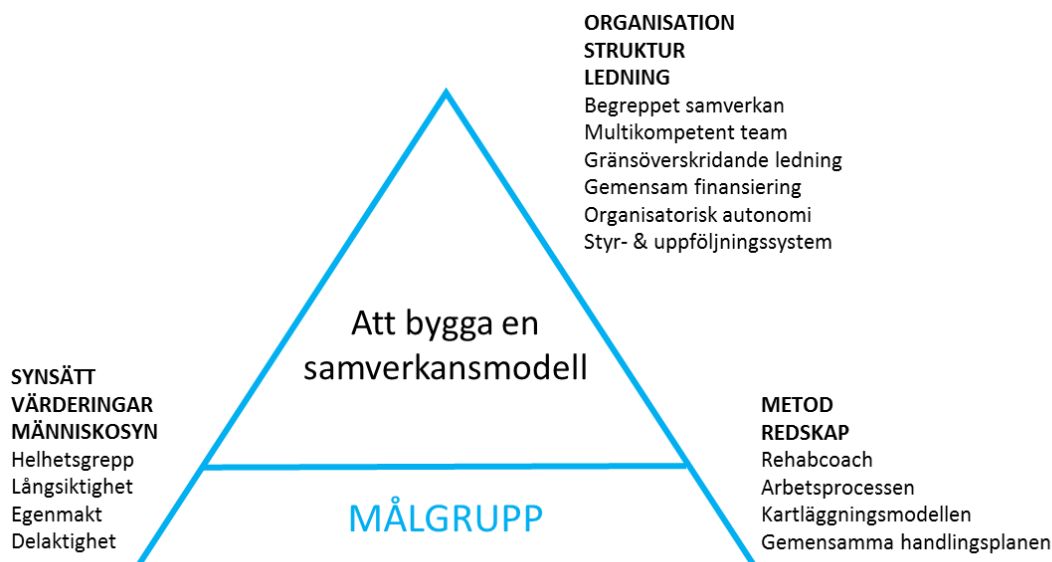 ORGANISATION
STRUKTUR
LEDNING
Begreppet samverkan
Multikompetent team
Gränsöverskridande ledning
Gemensam finansiering
Organisatorisk autonomi
Styr- & uppföljningssystem
Att bygga en
samverkansmodell
SYNSÄTT
VÄRDERINGAR
MÄNNISKOSYN
Helhetsgrepp
Långsiktighet
Egenmakt
Delaktighet
MÅLGRUPP
METOD
REDSKAP
Rehabcoach
Arbetsprocessen
Kartläggningsmodellen
Gemensamma handlingsplanen